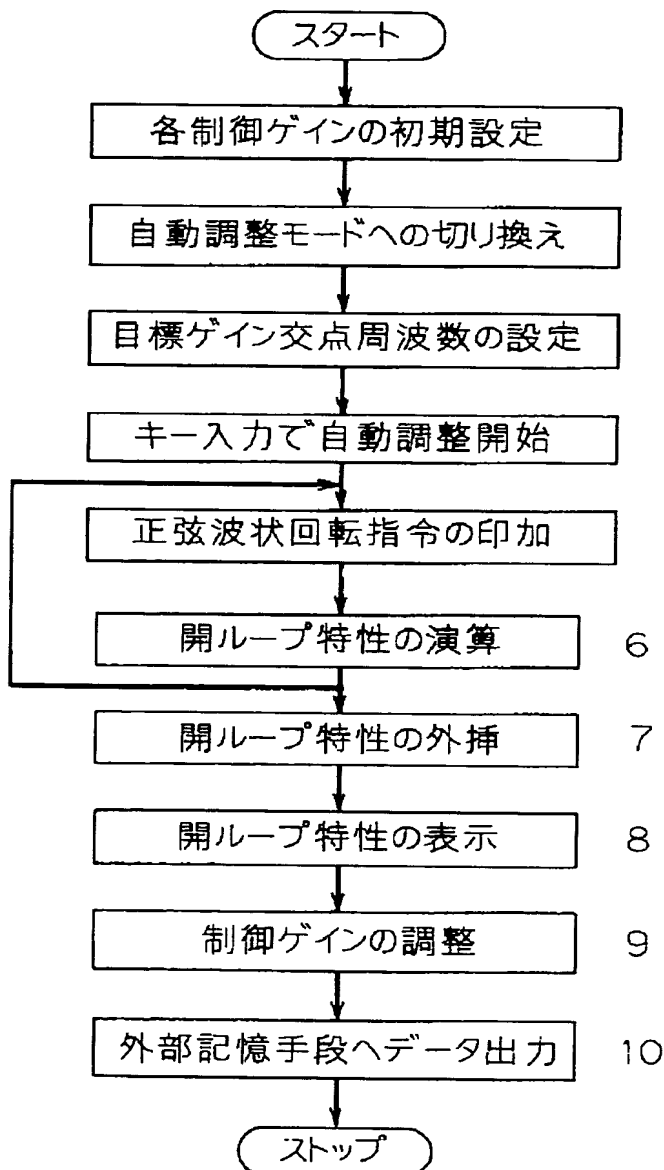 スタート
各制御ゲインの初期設定
自動調整モードへの切り換え
目標ゲイン交点周波数の設定
キー入力で自動調整開始
正弦波状回転指令の印加
開ループ特性の演算 6
開ループ特性の外挿 7
開ループ特性の表示 8
制御ゲインの調整 9
外部記憶手段へデータ出力 10
ストップ